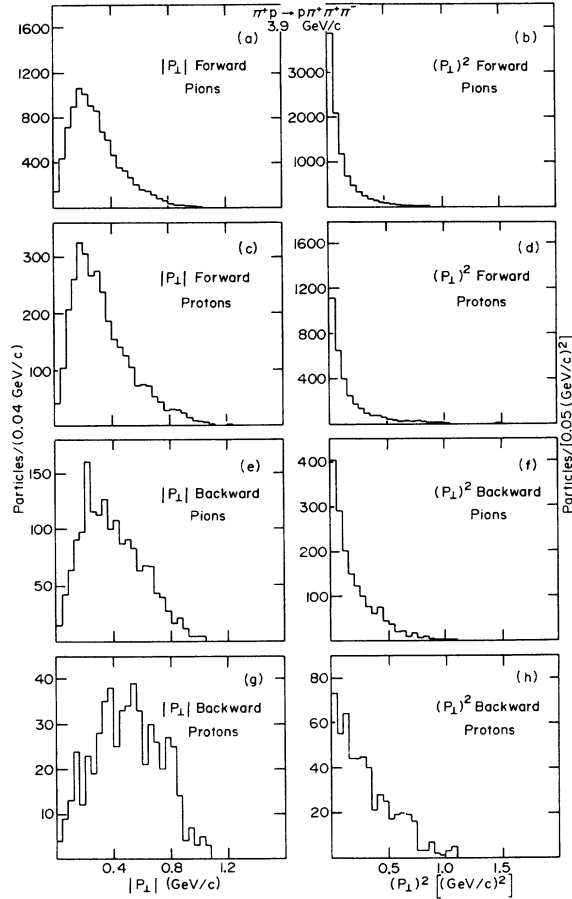 π⁺p → pπ⁺π⁺π⁻
3.9 GeV/c
(a)
|P⊥| Forward
Pions
1600
1200
800
400
(b)
(P⊥)² Forward
Pions
3000
2000
1000
(c)
|P⊥| Forward
Protons
300
200
100
(d)
(P⊥)² Forward
Protons
1600
1200
800
400
Particles/(0.04 GeV/c)
Particles/[0.05 (GeV/c)²]
(e)
|P⊥| Backward
Pions
150
100
50
(f)
(P⊥)² Backward
Pions
400
300
200
100
(g)
|P⊥| Backward
Protons
40
30
20
10
(h)
(P⊥)² Backward
Protons
80
60
40
20
0.4 0.8 1.2
|P⊥| (GeV/c)
0.5 1.0 1.5
(P⊥)² [(GeV/c)²]